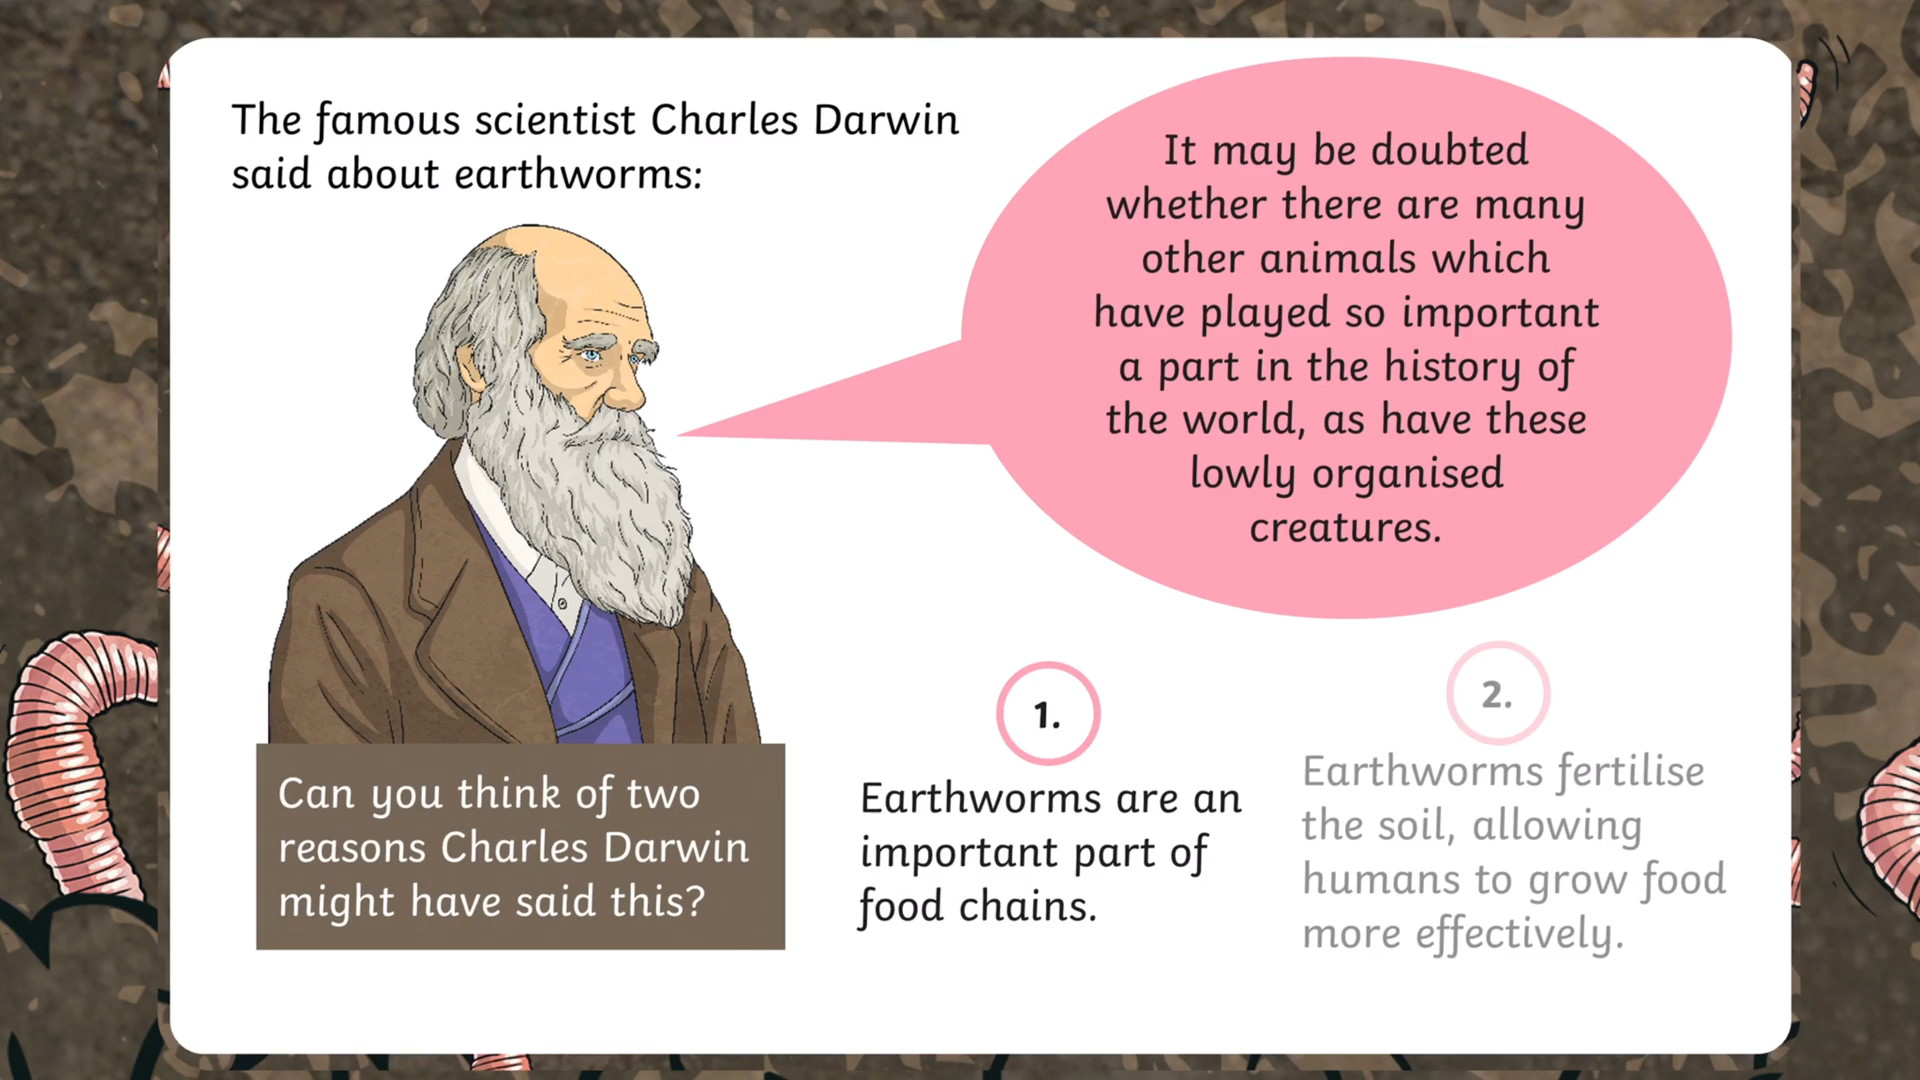 The famous scientist Charles Darwin
said about earthworms:
It may be doubted
whether there are many
other animals which
have played so important
a part in the history of
the world, as have these
lowly organised
creatures.
Can you think of two
reasons Charles Darwin
might have said this?
1.
Earthworms are an
important part of
food chains.
2.
Earthworms fertilise
the soil, allowing
humans to grow food
more effectively.